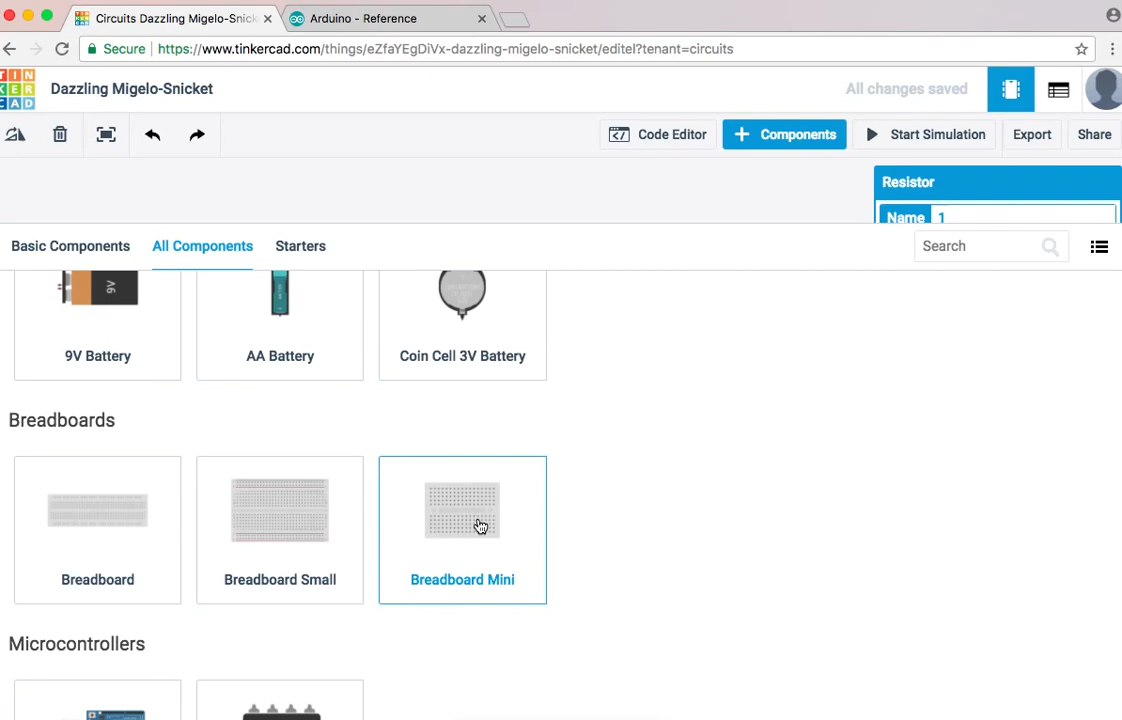 Circuits Dazzling Migelo-Snick
Arduino - Reference
Secure
https://www.tinkercad.com/things/eZfaYEgDiVx-dazzling-migelo-snicket/editel?tenant=circuits
TIN
KER
CAD
Dazzling Migelo-Snicket
All changes saved
Code Editor
Components
Start Simulation
Export
Share
Resistor
Name
1
Basic Components
All Components
Starters
Search
9V
9V Battery
AA Battery
Coin Cell 3V Battery
Breadboards
Breadboard
Breadboard Small
Breadboard Mini
Microcontrollers